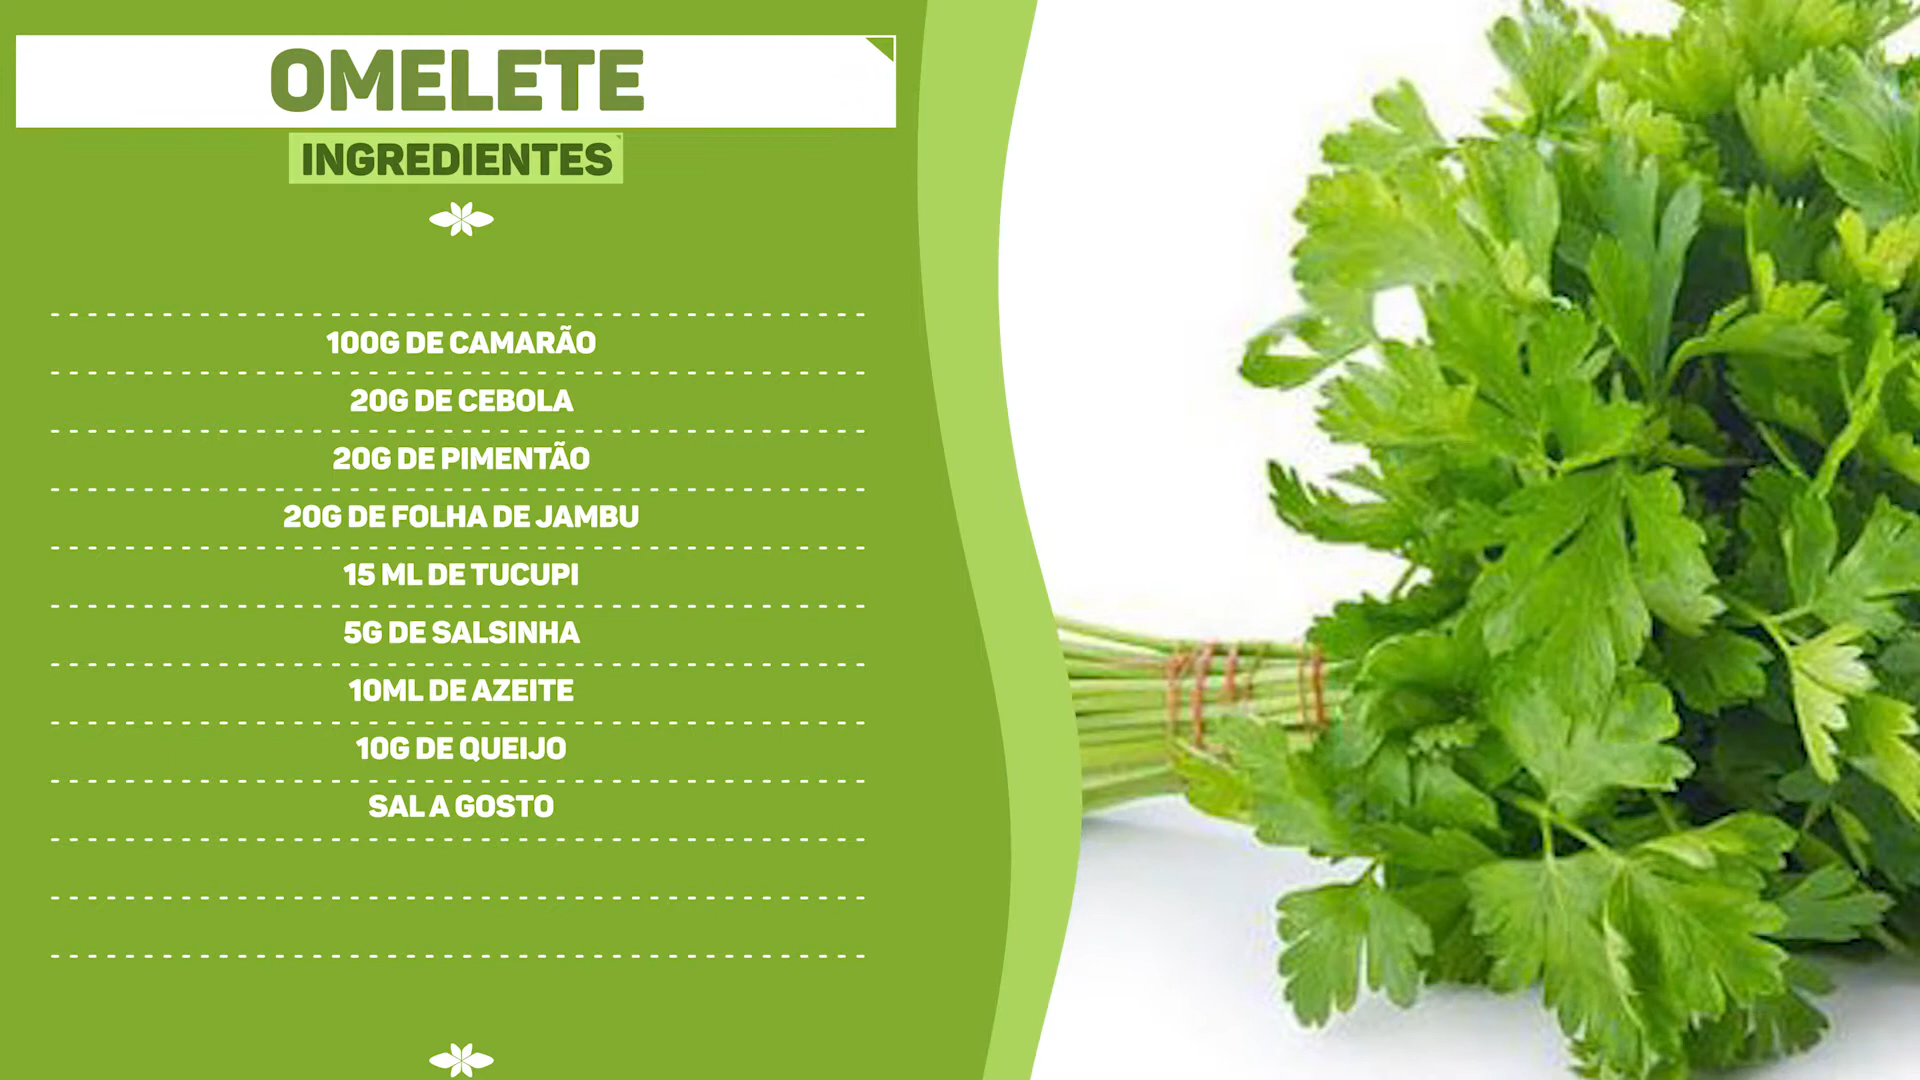 OMELETE
INGREDIENTES
100G DE CAMARÃO
20G DE CEBOLA
20G DE PIMENTÃO
20G DE FOLHA DE JAMBU
15 ML DE TUCUPI
5G DE SALSINHA
10ML DE AZEITE
10G DE QUEIJO
SAL A GOSTO